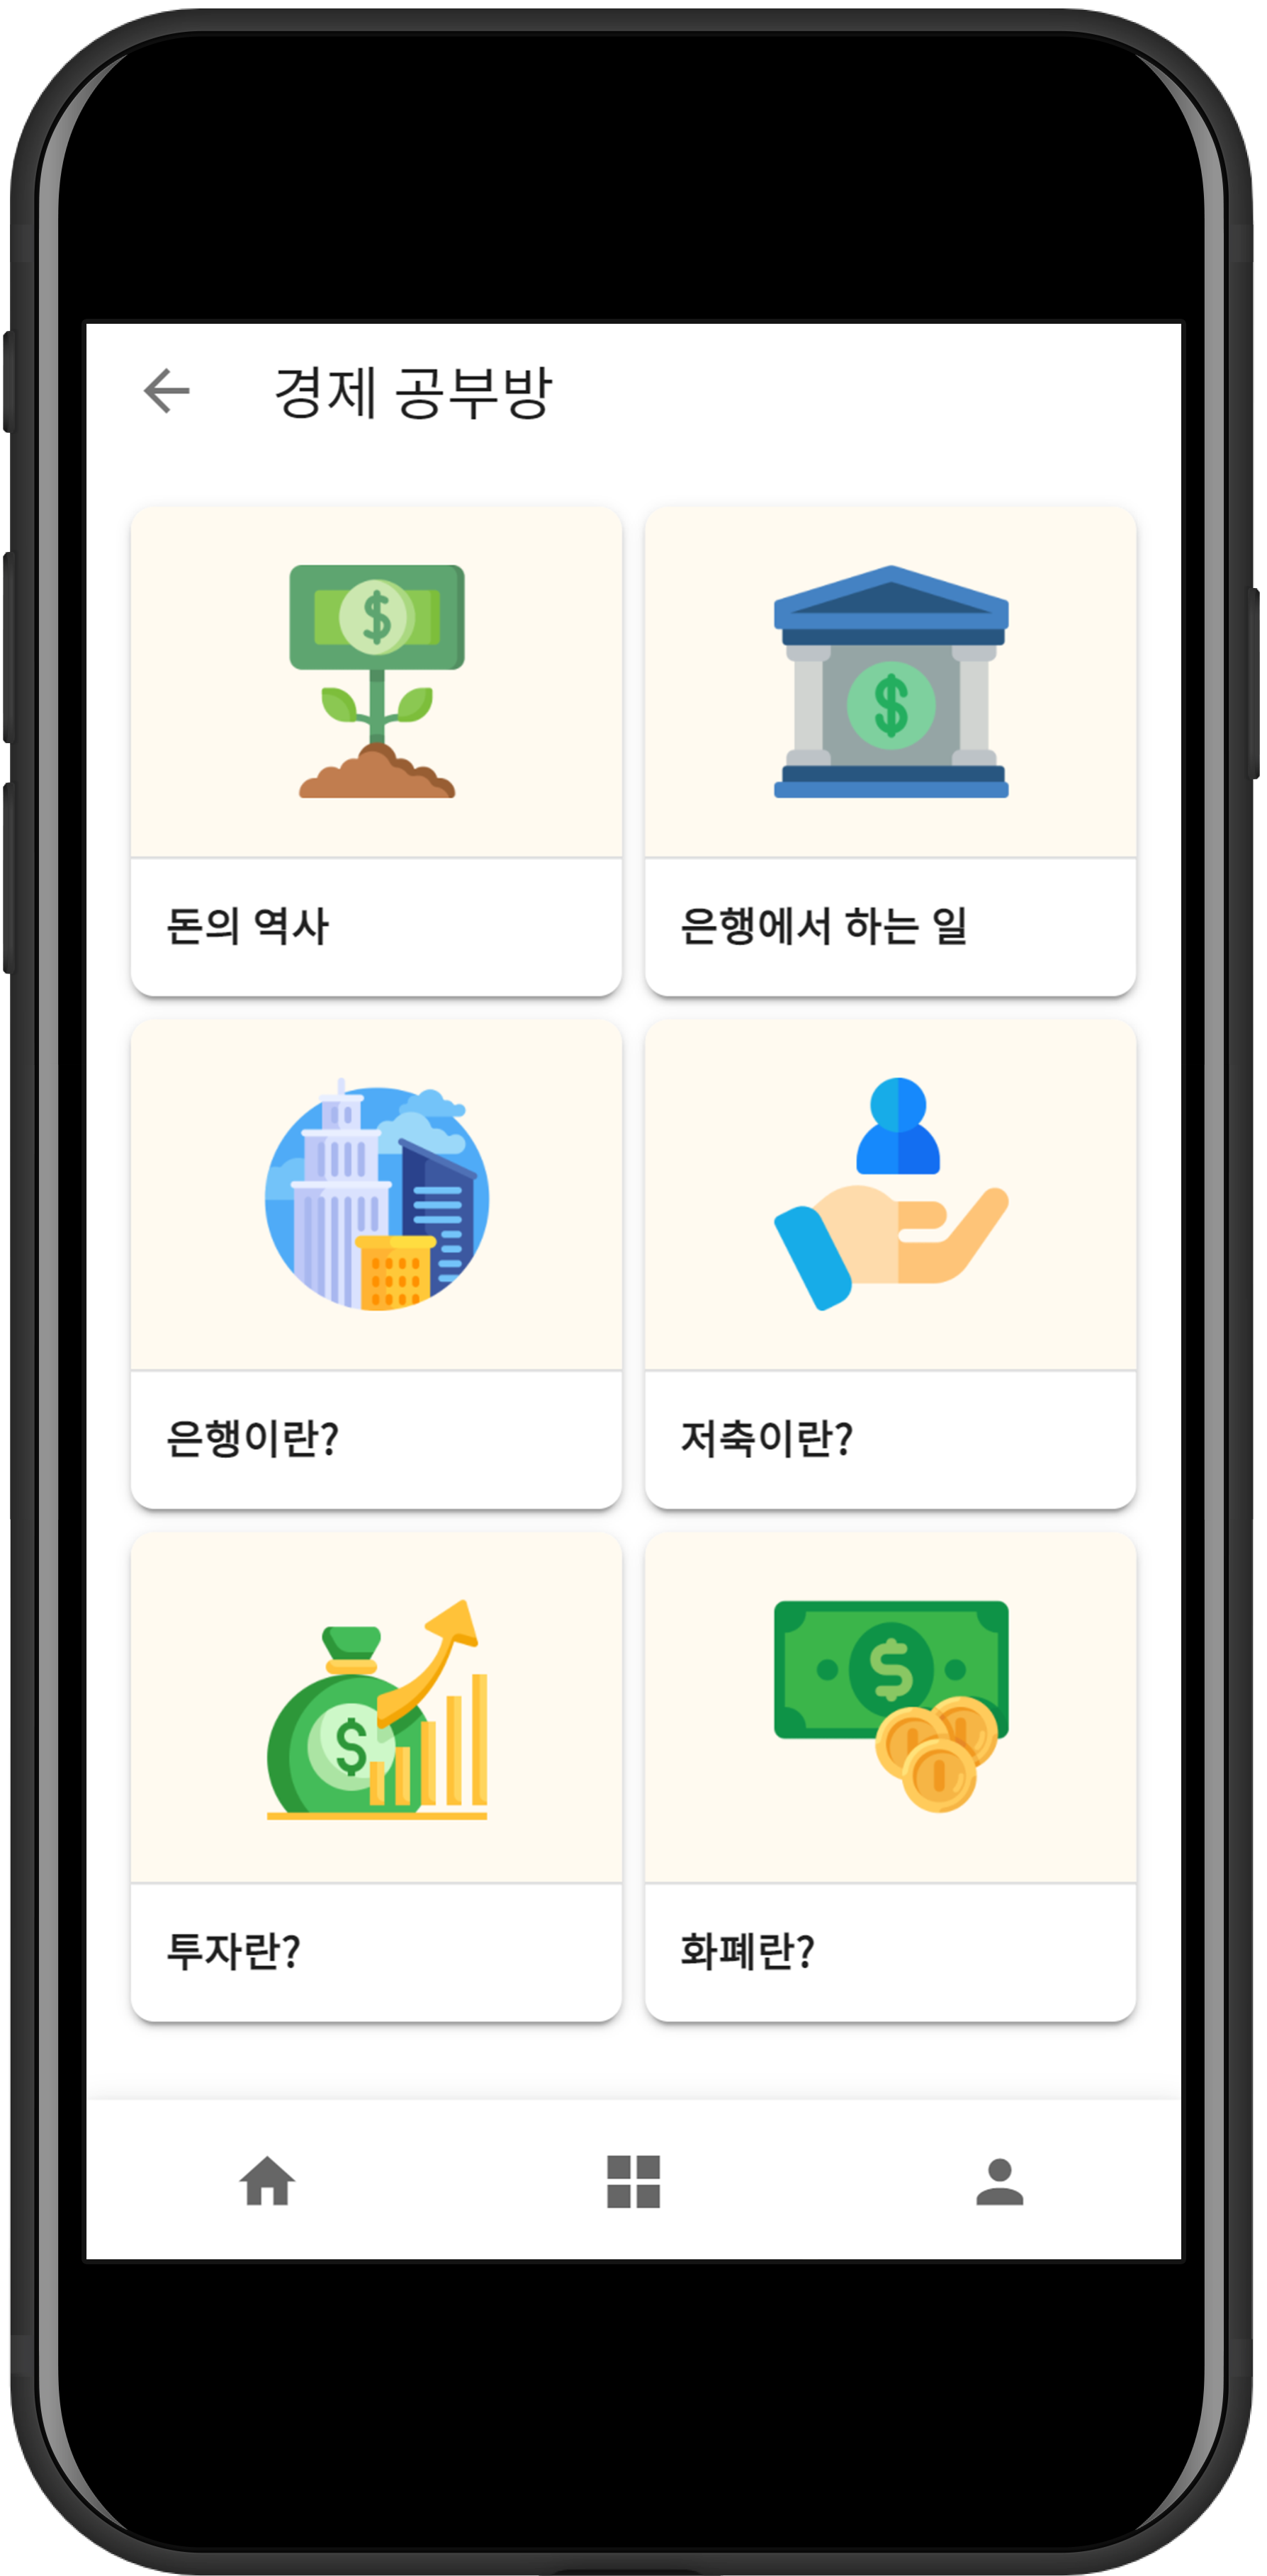 경제 공부방
돈의 역사
은행에서 하는 일
은행이란?
저축이란?
투자란?
화폐란?